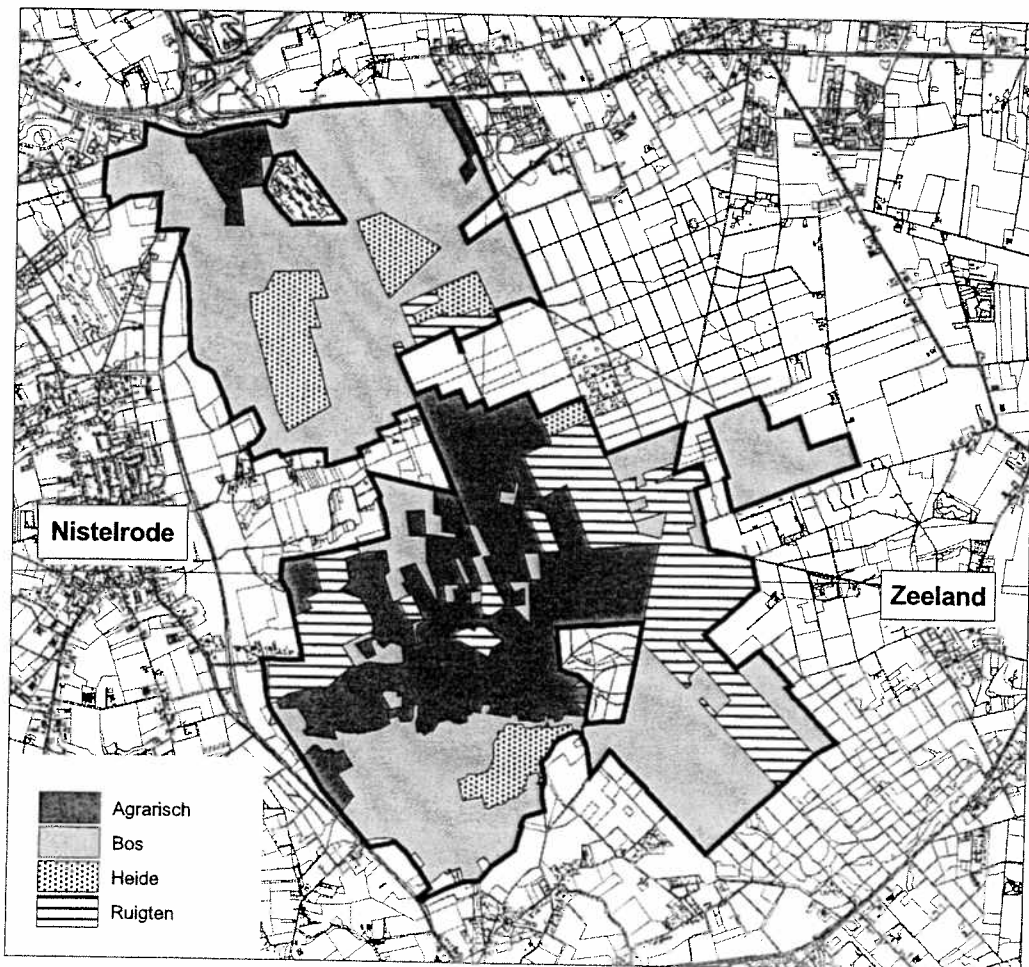 Nistelrode
Zeeland
Agrarisch
Bos
Heide
Ruigten